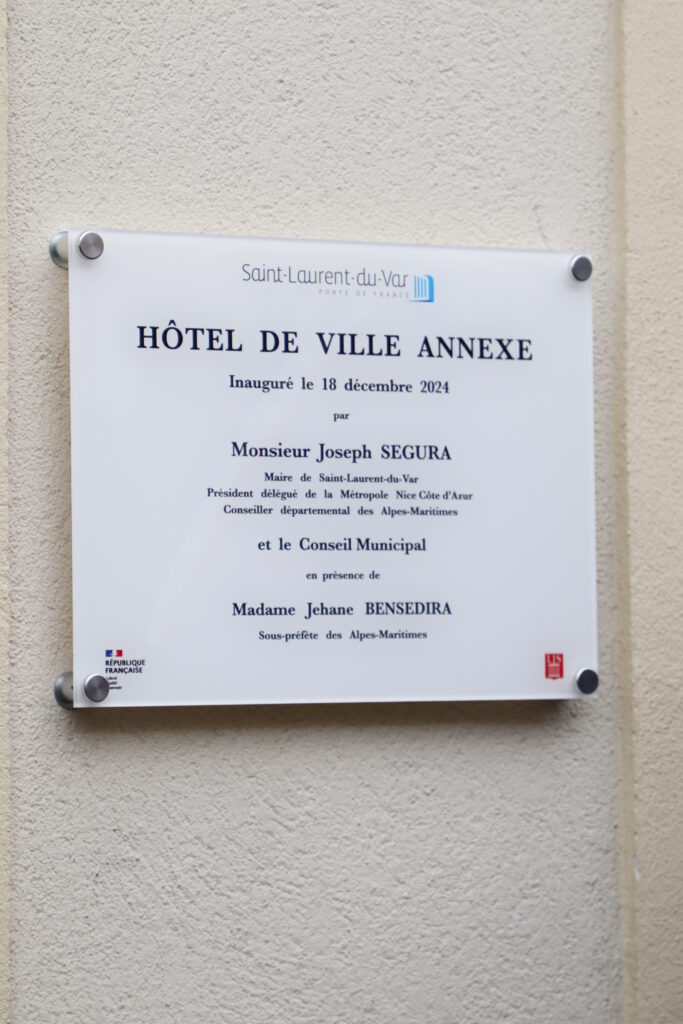 Saint-Laurent-du-Var
PORTE DE FRANCE
HÔTEL DE VILLE ANNEXE
Inauguré le 18 décembre 2024
par
Monsieur Joseph SEGURA
Maire de Saint-Laurent-du-Var
Président délégué de la Métropole Nice Côte d'Azur
Conseiller départemental des Alpes-Maritimes
et le Conseil Municipal
en présence de
Madame Jehane BENSEDIRA
Sous-préfète des Alpes-Maritimes
RÉPUBLIQUE
FRANÇAISE